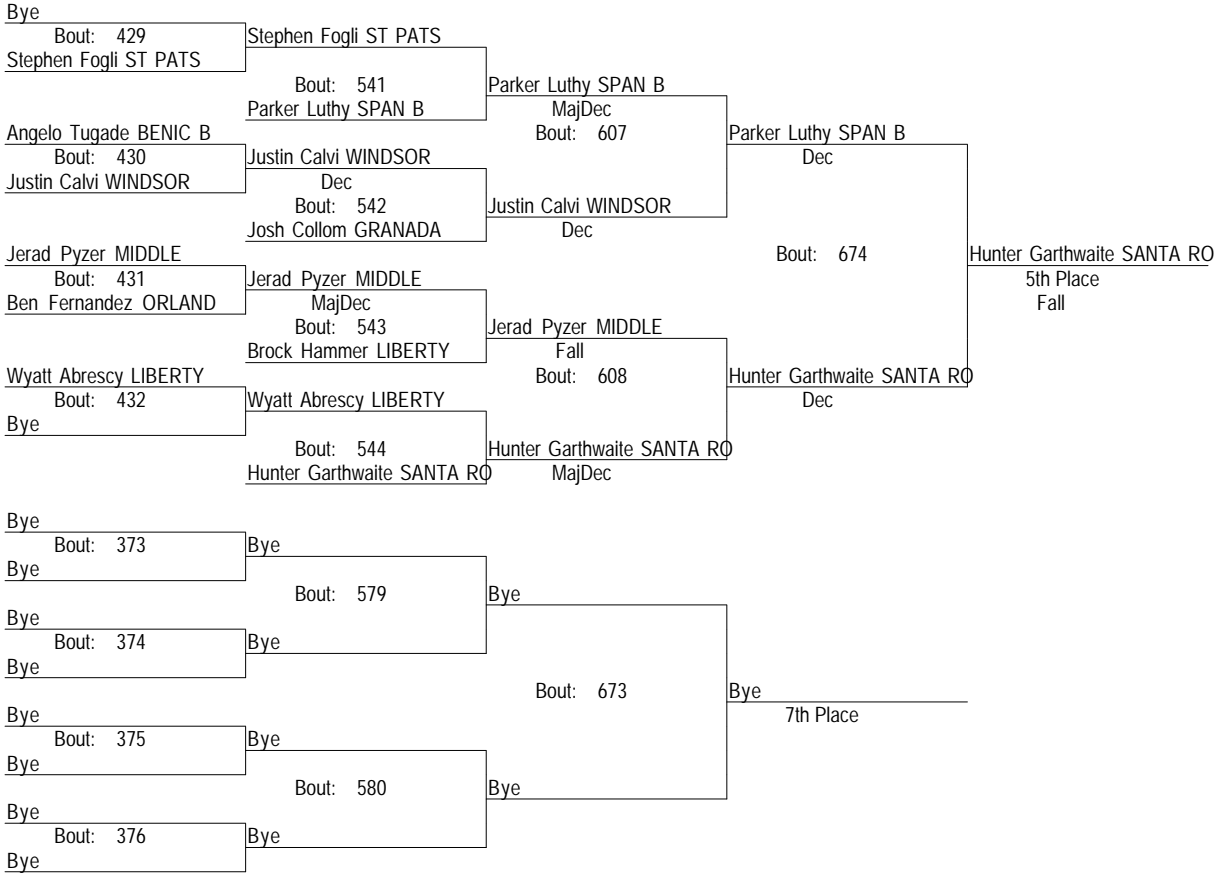 Bye
Bout: 429
Stephen Fogli ST PATS
Stephen Fogli ST PATS
Bout: 541
Parker Luthy SPAN B
Parker Luthy SPAN B
MajDec
Bout: 607
Angelo Tugade BENIC B
Bout: 430
Justin Calvi WINDSOR
Justin Calvi WINDSOR
Dec
Bout: 542
Josh Collom GRANADA
Justin Calvi WINDSOR
Dec
Parker Luthy SPAN B
Dec
Bout: 674
Jerad Pyzer MIDDLE
Bout: 431
Ben Fernandez ORLAND
Jerad Pyzer MIDDLE
MajDec
Bout: 543
Brock Hammer LIBERTY
Jerad Pyzer MIDDLE
Fall
Bout: 608
Wyatt Abrescy LIBERTY
Bout: 432
Bye
Wyatt Abrescy LIBERTY
Bout: 544
Hunter Garthwaite SANTA RO
Hunter Garthwaite SANTA RO
MajDec
Hunter Garthwaite SANTA RO
Dec
Hunter Garthwaite SANTA RO
5th Place
Fall
Bye
Bout: 373
Bye
Bye
Bout: 579
Bye
Bout: 374
Bye
Bye
Bye
Bout: 673
Bye
Bout: 375
Bye
Bye
Bout: 580
Bye
Bout: 376
Bye
Bye
Bye
Bye
7th Place